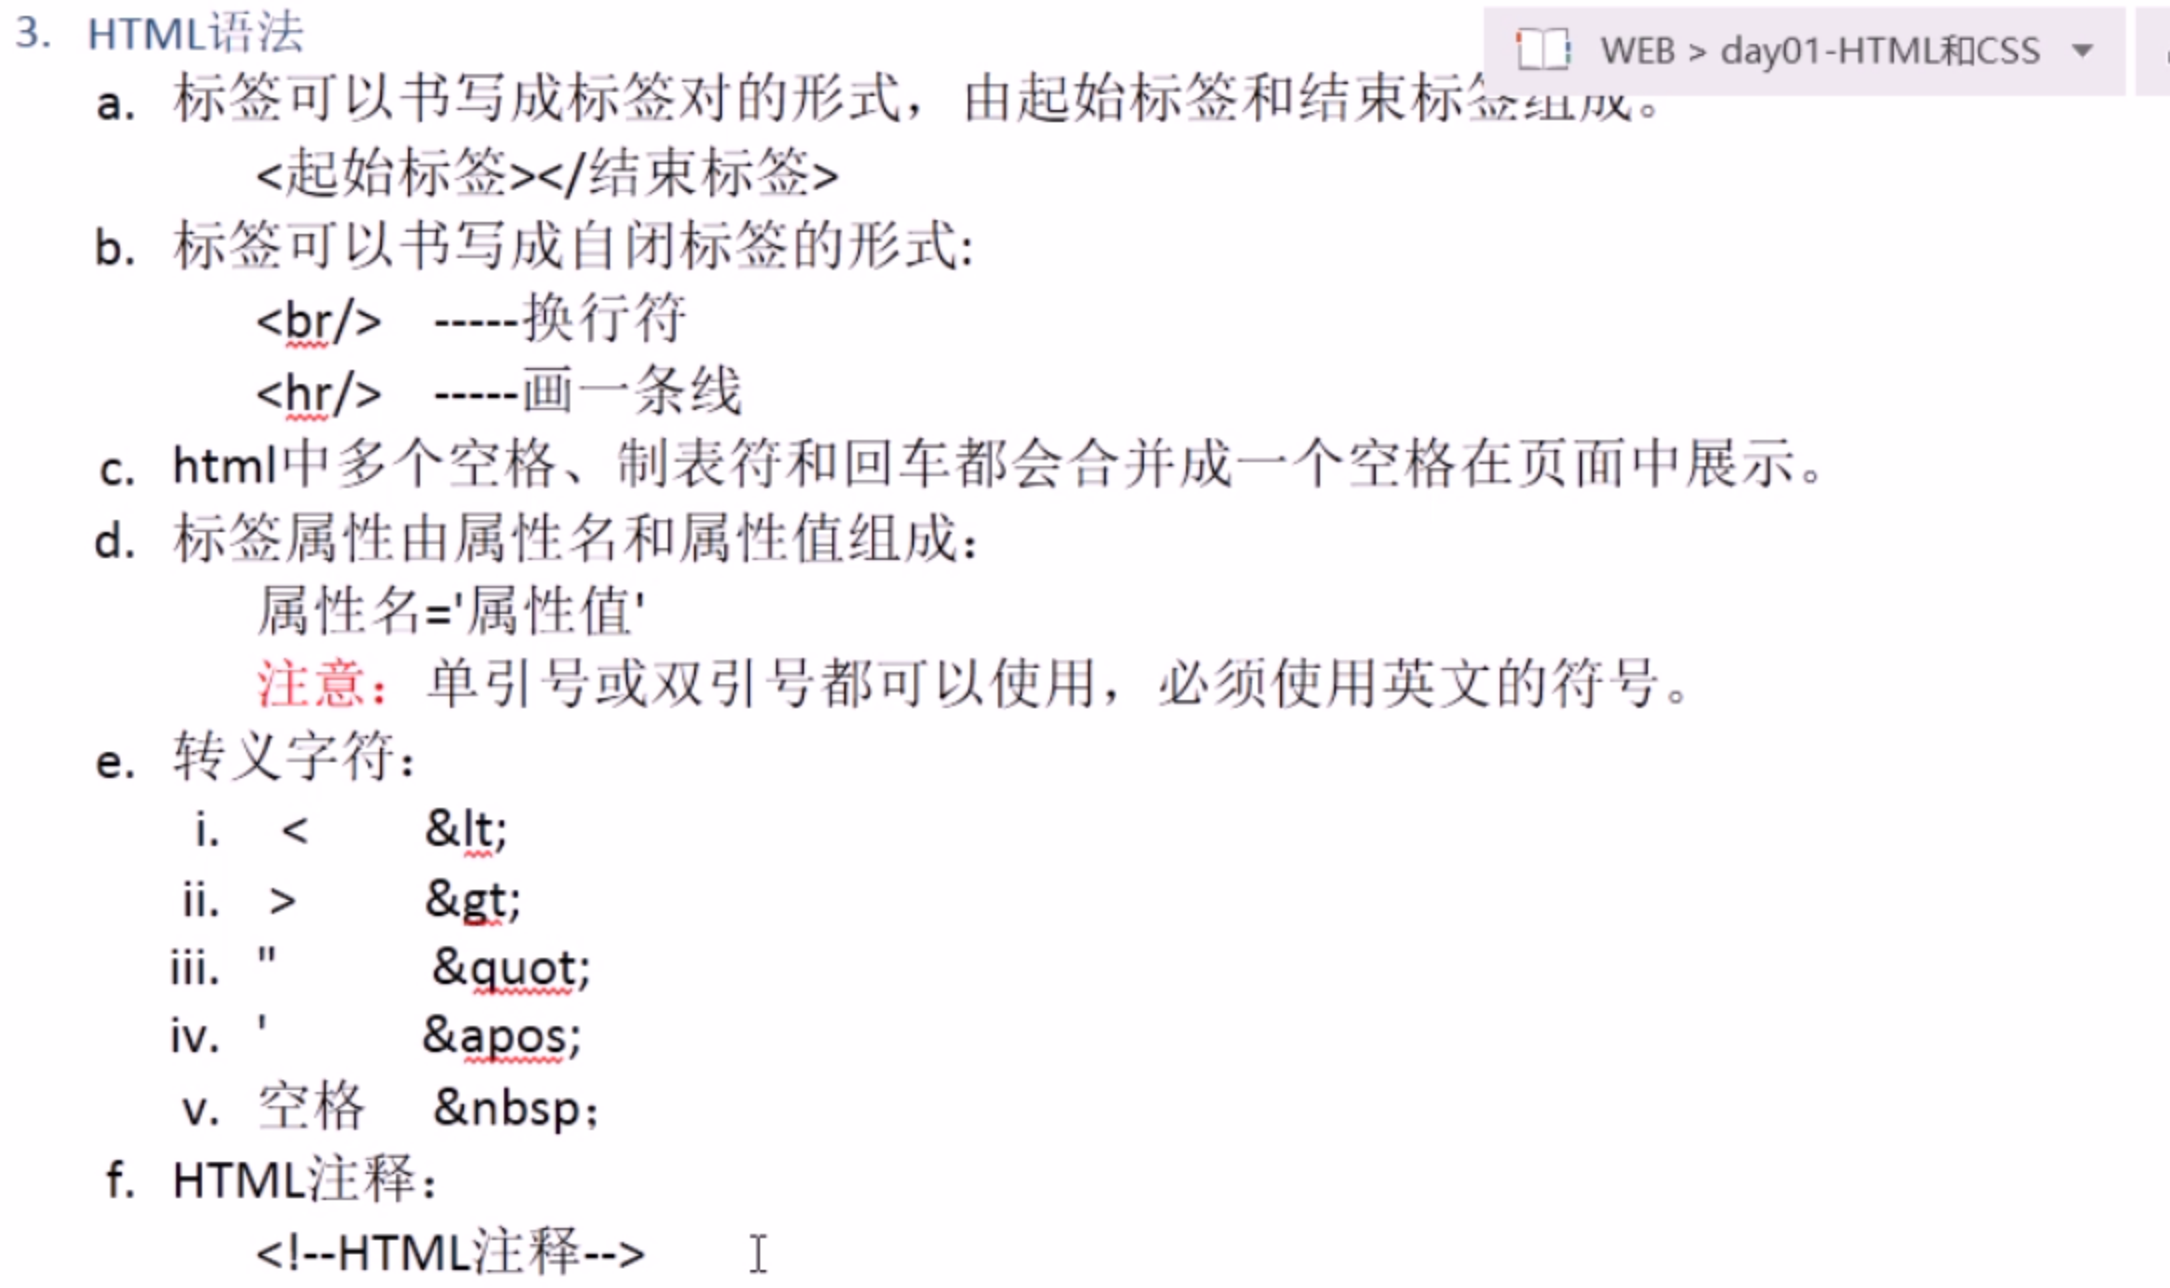 3. HTML语法
WEB > day01-HTML和CSS
a. 标签可以书写成标签对的形式，由起始标签和结束标签组成。
<起始标签></结束标签>
b. 标签可以书写成自闭标签的形式:
<br/> -----换行符
<hr/> -----画一条线
c. html中多个空格、制表符和回车都会合并成一个空格在页面中展示。
d. 标签属性由属性名和属性值组成：
属性名='属性值'
注意：单引号或双引号都可以使用，必须使用英文的符号。
e. 转义字符：
i. < &lt;
ii. > &gt;
iii. " &quot;
iv. ' &apos;
v. 空格 &nbsp；
f. HTML注释：
<!--HTML注释-->